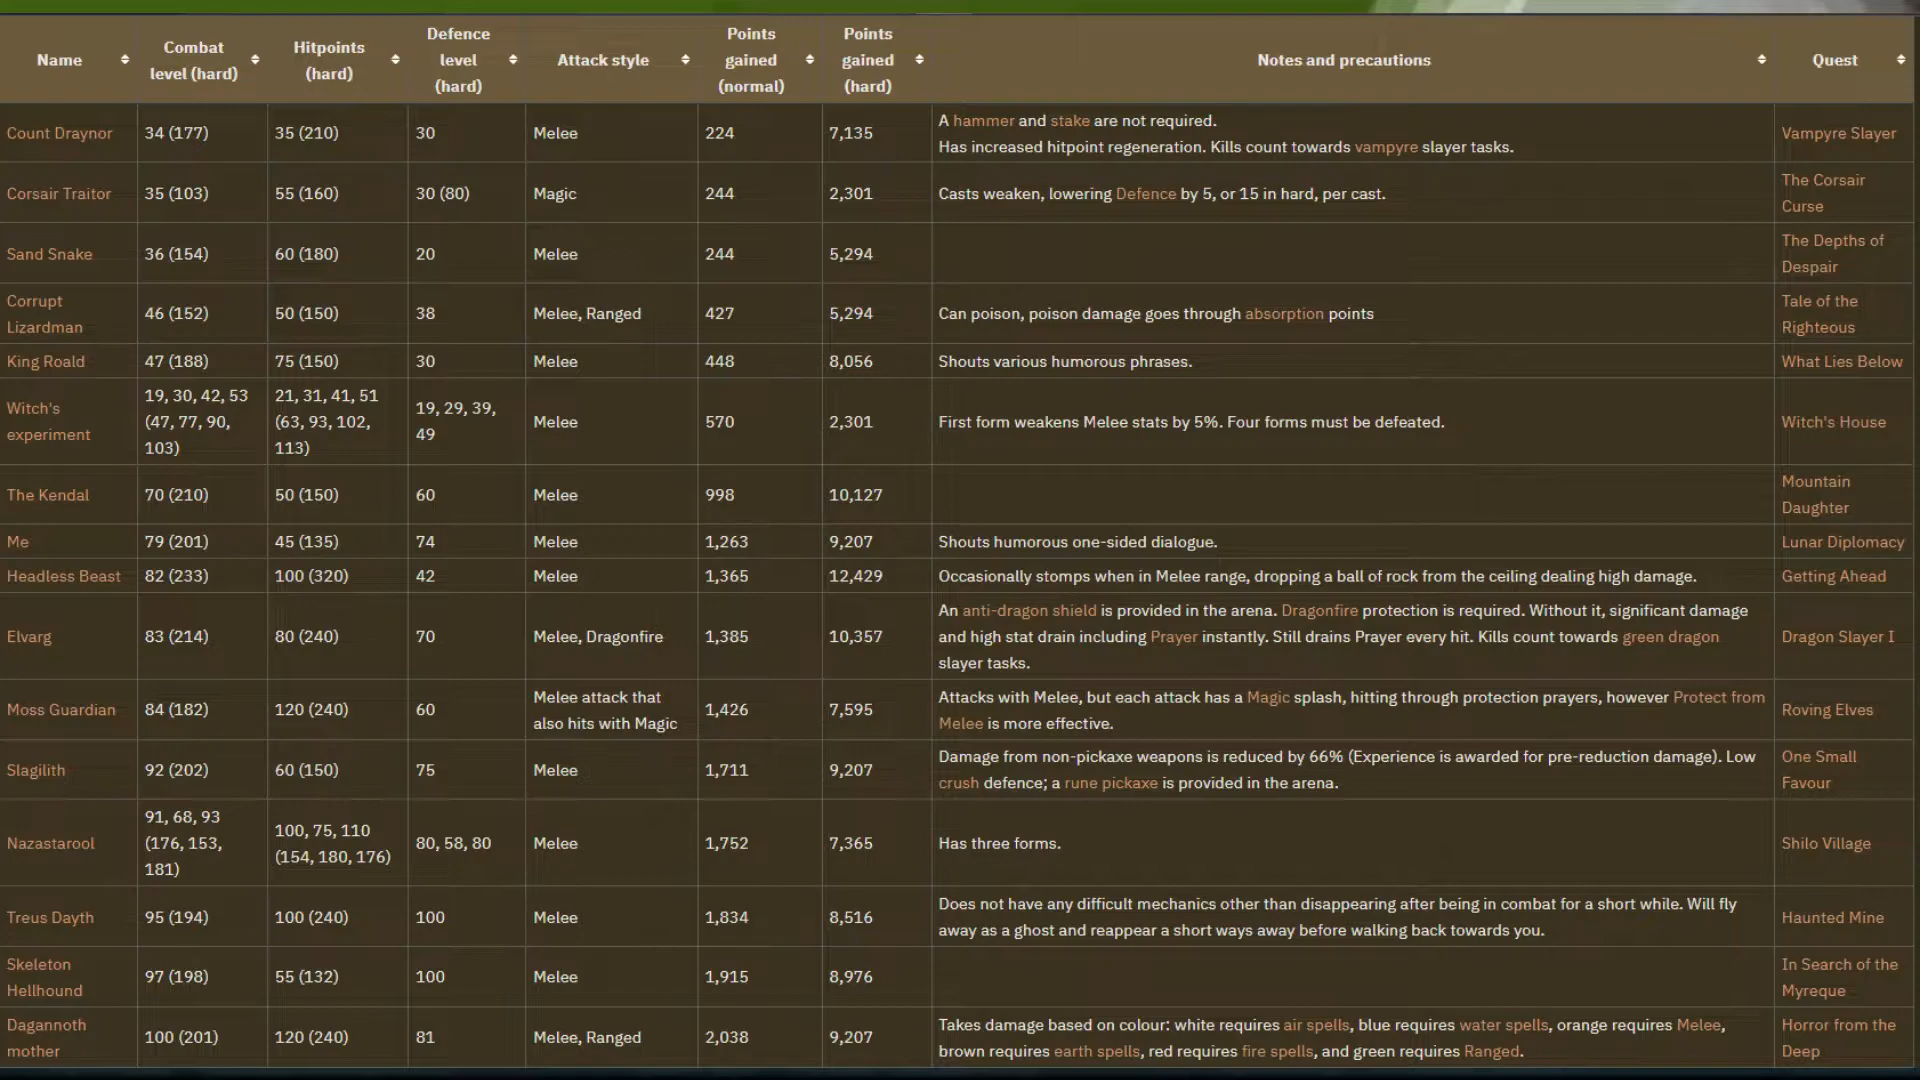 Name
Combat
level (hard)
Hitpoints
(hard)
Defence
level
(hard)
Attack style
Points
gained
(normal)
Points
gained
(hard)
Notes and precautions
Quest
Count Draynor
34 (177)
35 (210)
30
Melee
224
7,135
A hammer and stake are not required.
Has increased hitpoint regeneration. Kills count towards vampyre slayer tasks.
Vampyre Slayer
Corsair Traitor
35 (103)
55 (160)
30 (80)
Magic
244
2,301
Casts weaken, lowering Defence by 5, or 15 in hard, per cast.
The Corsair
Curse
Sand Snake
36 (154)
60 (180)
20
Melee
244
5,294
The Depths of
Despair
Corrupt
Lizardman
46 (152)
50 (150)
38
Melee, Ranged
427
5,294
Can poison, poison damage goes through absorption points
Tale of the
Righteous
King Roald
47 (188)
75 (150)
30
Melee
448
8,056
Shouts various humorous phrases.
What Lies Below
Witch's
experiment
19, 30, 42, 53
(47, 77, 90,
103)
21, 31, 41, 51
(63, 93, 102,
113)
19, 29, 39,
49
Melee
570
2,301
First form weakens Melee stats by 5%. Four forms must be defeated.
Witch's House
The Kendal
70 (210)
50 (150)
60
Melee
998
10,127
Mountain
Daughter
Me
79 (201)
45 (135)
74
Melee
1,263
9,207
Shouts humorous one-sided dialogue.
Lunar Diplomacy
Headless Beast
82 (233)
100 (320)
42
Melee
1,365
12,429
Occasionally stomps when in Melee range, dropping a ball of rock from the ceiling dealing high damage.
Getting Ahead
Elvarg
83 (214)
80 (240)
70
Melee, Dragonfire
1,385
10,357
An anti-dragon shield is provided in the arena. Dragonfire protection is required. Without it, significant damage
and high stat drain including Prayer instantly. Still drains Prayer every hit. Kills count towards green dragon
slayer tasks.
Dragon Slayer I
Moss Guardian
84 (182)
120 (240)
60
Melee attack that
also hits with Magic
1,426
7,595
Attacks with Melee, but each attack has a Magic splash, hitting through protection prayers, however Protect from
Melee is more effective.
Roving Elves
Slagilith
92 (202)
60 (150)
75
Melee
1,711
9,207
Damage from non-pickaxe weapons is reduced by 66% (Experience is awarded for pre-reduction damage). Low
crush defence; a rune pickaxe is provided in the arena.
One Small
Favour
Nazastarool
91, 68, 93
(176, 153,
181)
100, 75, 110
(154, 180, 176)
80, 58, 80
Melee
1,752
7,365
Has three forms.
Shilo Village
Treus Dayth
95 (194)
100 (240)
100
Melee
1,834
8,516
Does not have any difficult mechanics other than disappearing after being in combat for a short while. Will fly
away as a ghost and reappear a short ways away before walking back towards you.
Haunted Mine
Skeleton
Hellhound
97 (198)
55 (132)
100
Melee
1,915
8,976
In Search of the
Myreque
Dagannoth
mother
100 (201)
120 (240)
81
Melee, Ranged
2,038
9,207
Takes damage based on colour: white requires air spells, blue requires water spells, orange requires Melee,
brown requires earth spells, red requires fire spells, and green requires Ranged.
Horror from the
Deep